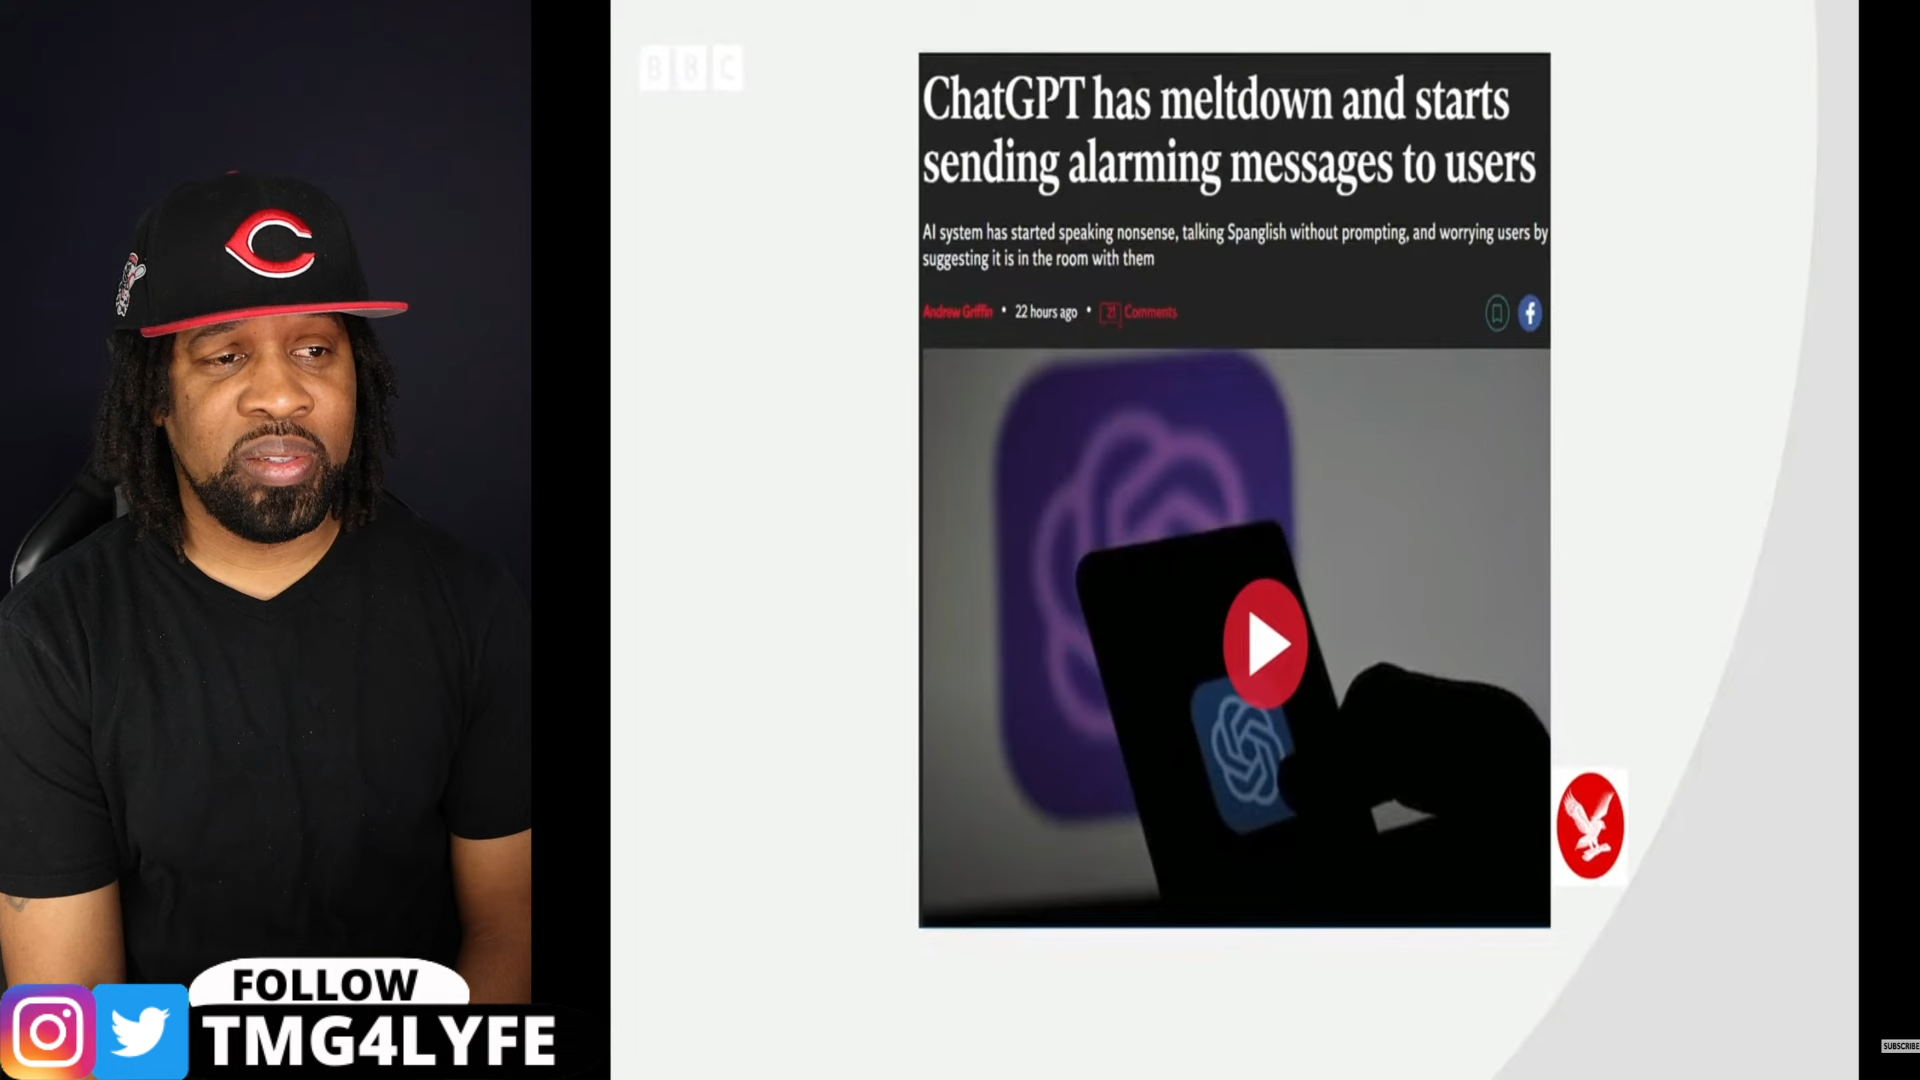 BBC
ChatGPT has meltdown and starts
sending alarming messages to users
AI system has started speaking nonsense, talking Spanglish without prompting, and worrying users by
suggesting it is in the room with them
Andrew Griffin • 22 hours ago • 21 Comments
FOLLOW
TMG4LYFE
SUBSCRIBE